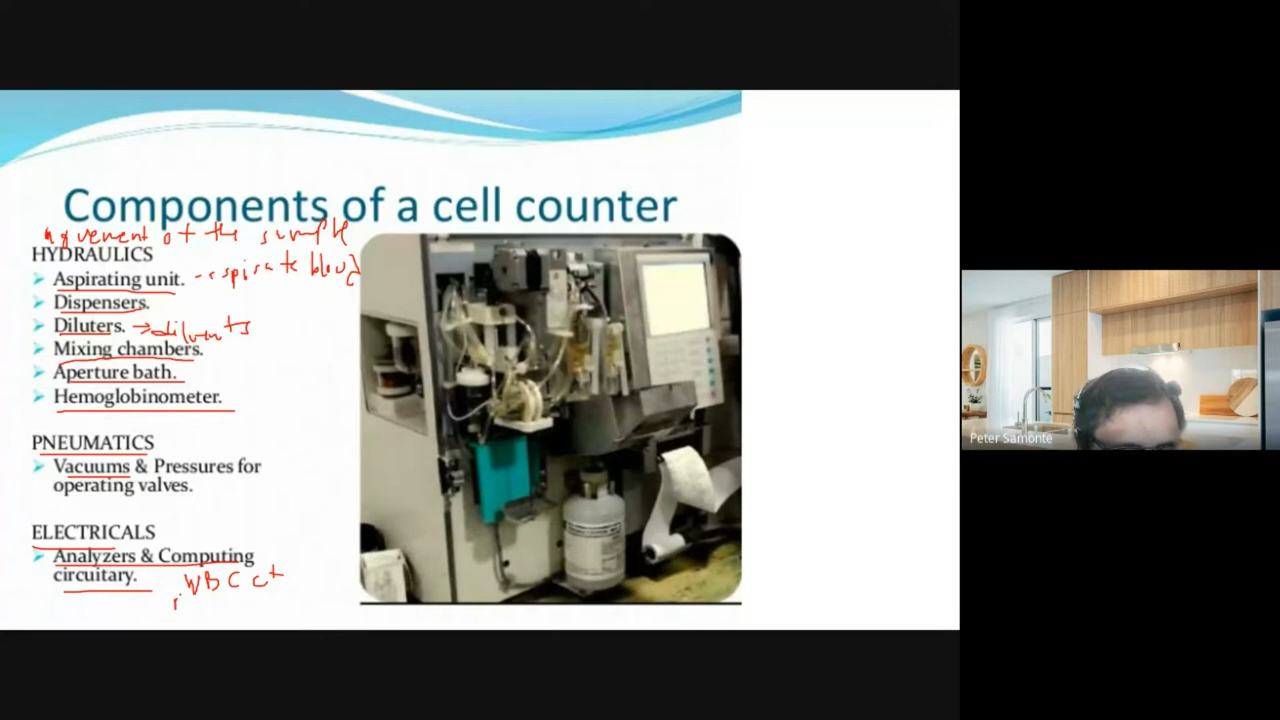 Components of a cell counter
of the sample
HYDRAULICS
➤ Aspirating unit. - aspirate blood
➤ Dispensers.
➤ Diluters. → diluents
➤ Mixing chambers.
➤ Aperture bath.
➤ Hemoglobinometer.
PNEUMATICS
➤ Vacuums & Pressures for
operating valves.
ELECTRICALS
➤ Analyzers & Computing
circuitary.
WBC ct
Peter Samonte